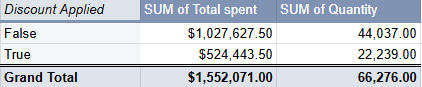 Discount Applied SUM of Total spent SUM of Quantity
False $1,027,627.50 44,037.00
True $524,443.50 22,239.00
Grand Total $1,552,071.00 66,276.00